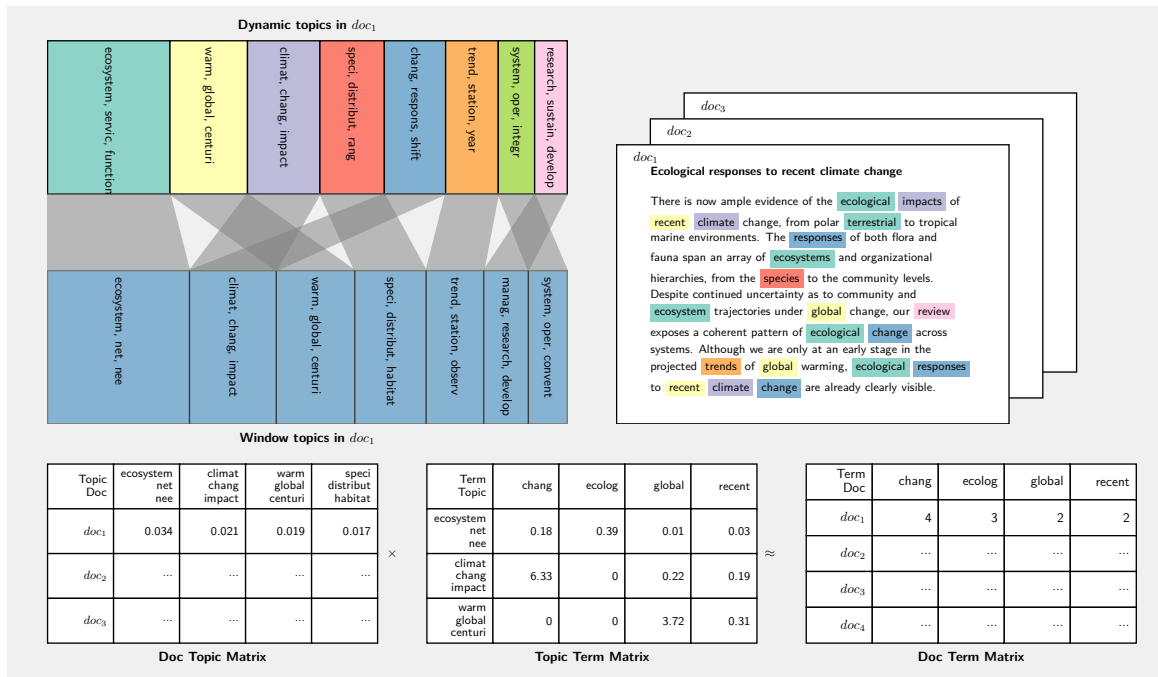 Dynamic topics in doc1
ecosystem, servic, function
warm, global, centuri
climat, chang, impact
speci, distribut, rang
chang, respons, shift
trend, station, year
system, oper, integr
research, sustain, develop
ecosystem, net, nee
climat, chang, impact
warm, global, centuri
speci, distribut, habitat
trend, station, observ
manag, research, develop
system, oper, convent
Window topics in doc1
doc3
doc2
doc1
Ecological responses to recent climate change
There is now ample evidence of the ecological impacts of
recent climate change, from polar terrestrial to tropical
marine environments. The responses of both flora and
fauna span an array of ecosystems and organizational
hierarchies, from the species to the community levels.
Despite continued uncertainty as to community and
ecosystem trajectories under global change, our review
exposes a coherent pattern of ecological change across
systems. Although we are only at an early stage in the
projected trends of global warming, ecological responses
to recent climate change are already clearly visible.
Topic
Doc
ecosystem
net
nee
climat
chang
impact
warm
global
centuri
speci
distribut
habitat
doc1 0.034 0.021 0.019 0.017
doc2 ... ... ... ...
doc3 ... ... ... ...
Doc Topic Matrix
×
Term
Topic
chang ecolog global recent
ecosystem
net
nee
0.18 0.39 0.01 0.03
climat
chang
impact
6.33 0 0.22 0.19
warm
global
centuri
0 0 3.72 0.31
Topic Term Matrix
≈
Term
Doc
chang ecolog global recent
doc1 4 3 2 2
doc2 ... ... ... ...
doc3 ... ... ... ...
doc4 ... ... ... ...
Doc Term Matrix